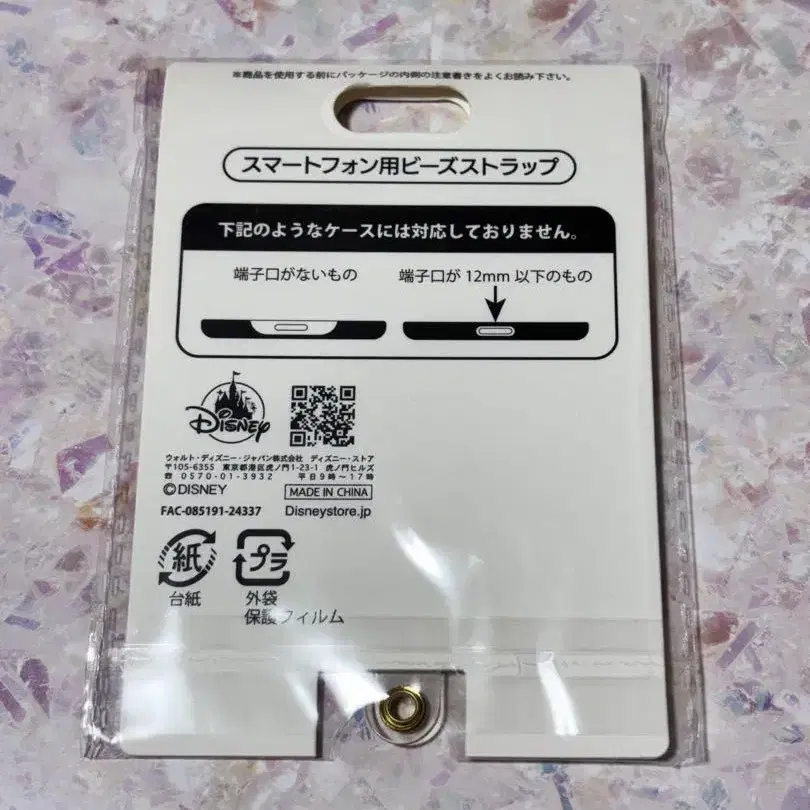 ※商品を使用する前にパッケージの内側の注意書きをよくお読み下さい。
スマートフォン用ビーズストラップ
下記のようなケースには対応しておりません。
端子口がないもの
端子口が 12mm 以下のもの
Disney
ウォルト・ディズニー・ジャパン株式会社 ディズニー・ストア
〒105-6355 東京都港区虎ノ門1-23-1 虎ノ門ヒルズ
☎ 0570-01-3932 平日9時〜17時
©DISNEY
MADE IN CHINA
FAC-085191-24337
Disneystore.jp
紙
プラ
台紙
外袋
保護フィルム